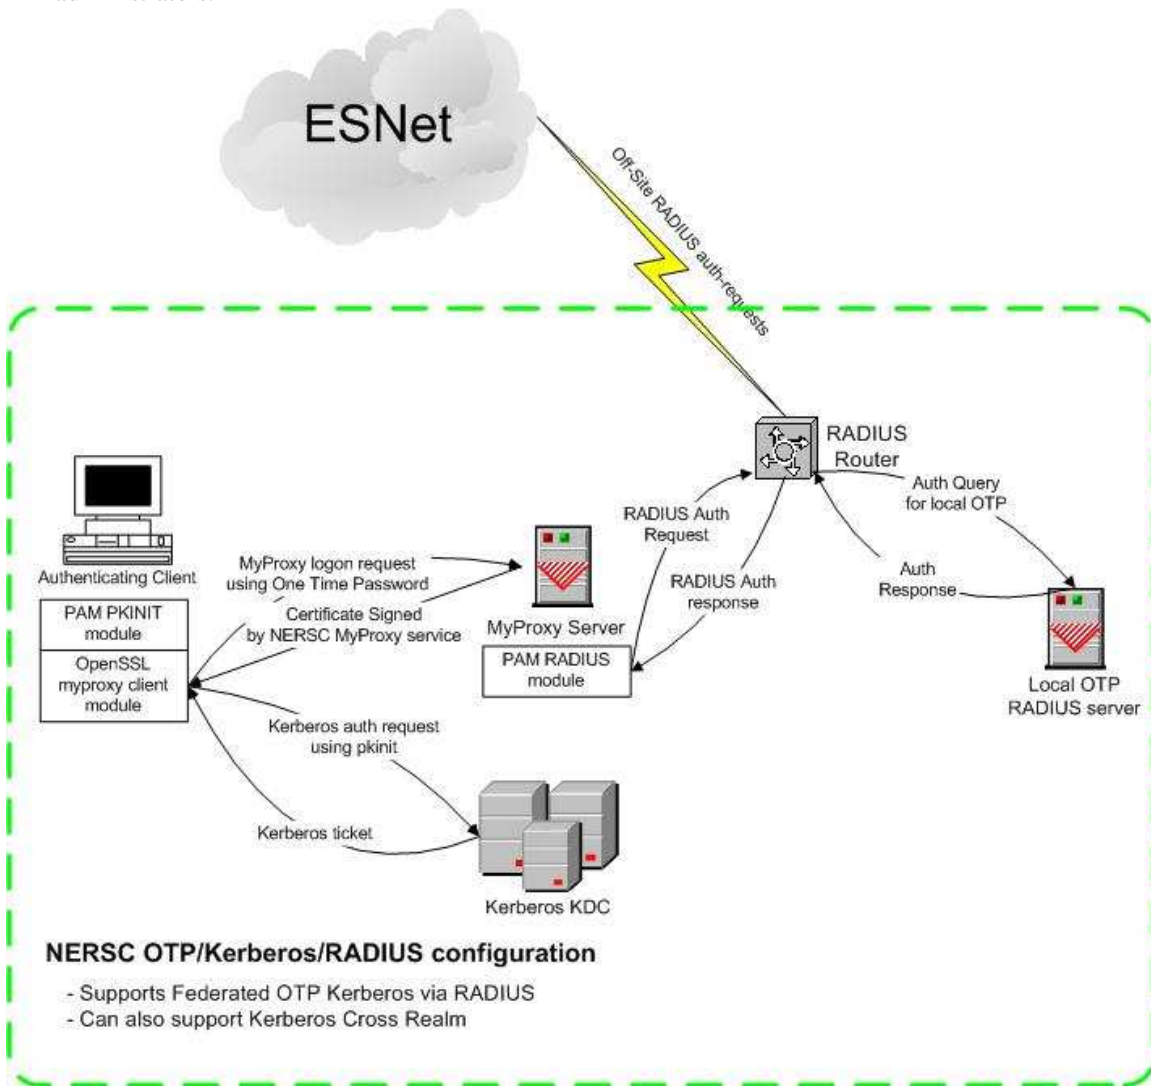 ESNet
Off-Site RADIUS auth-requests
RADIUS
Router
Auth Query
for local OTP
RADIUS Auth
Request
MyProxy logon request
using One Time Password
Authenticating Client
RADIUS Auth
response
Auth
Response
PAM PKINIT
module
Certificate Signed
by NERSC MyProxy service
MyProxy Server
OpenSSL
myproxy client
module
PAM RADIUS
module
Local OTP
RADIUS server
Kerberos auth request
using pkinit
Kerberos ticket
Kerberos KDC
NERSC OTP/Kerberos/RADIUS configuration
- Supports Federated OTP Kerberos via RADIUS
- Can also support Kerberos Cross Realm